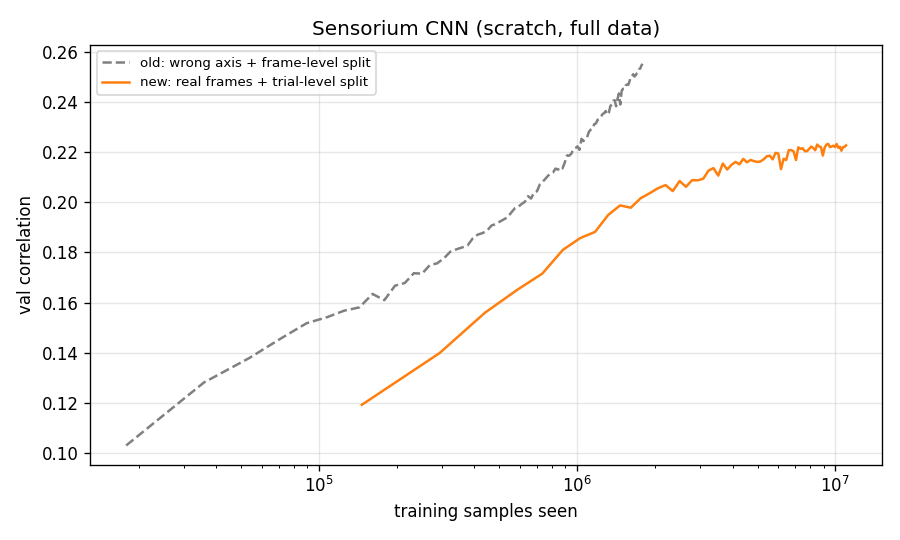 Sensorium CNN (scratch, full data)
old: wrong axis + frame-level split
new: real frames + trial-level split
val correlation
0.26
0.24
0.22
0.20
0.18
0.16
0.14
0.12
0.10
10^5
10^6
10^7
training samples seen